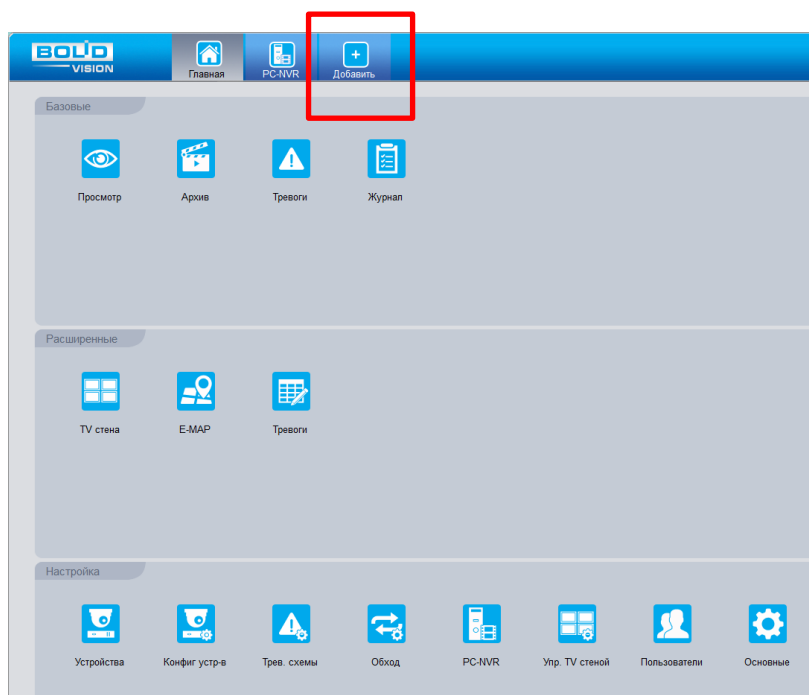 BOLID
VISION
Главная
PC-NVR
Добавить
Базовые
Просмотр
Архив
Тревоги
Журнал
Расширенные
TV стена
E-MAP
Тревоги
Настройка
Устройства
Конфиг устр-в
Трев. схемы
Обход
PC-NVR
Упр. TV стеной
Пользователи
Основные